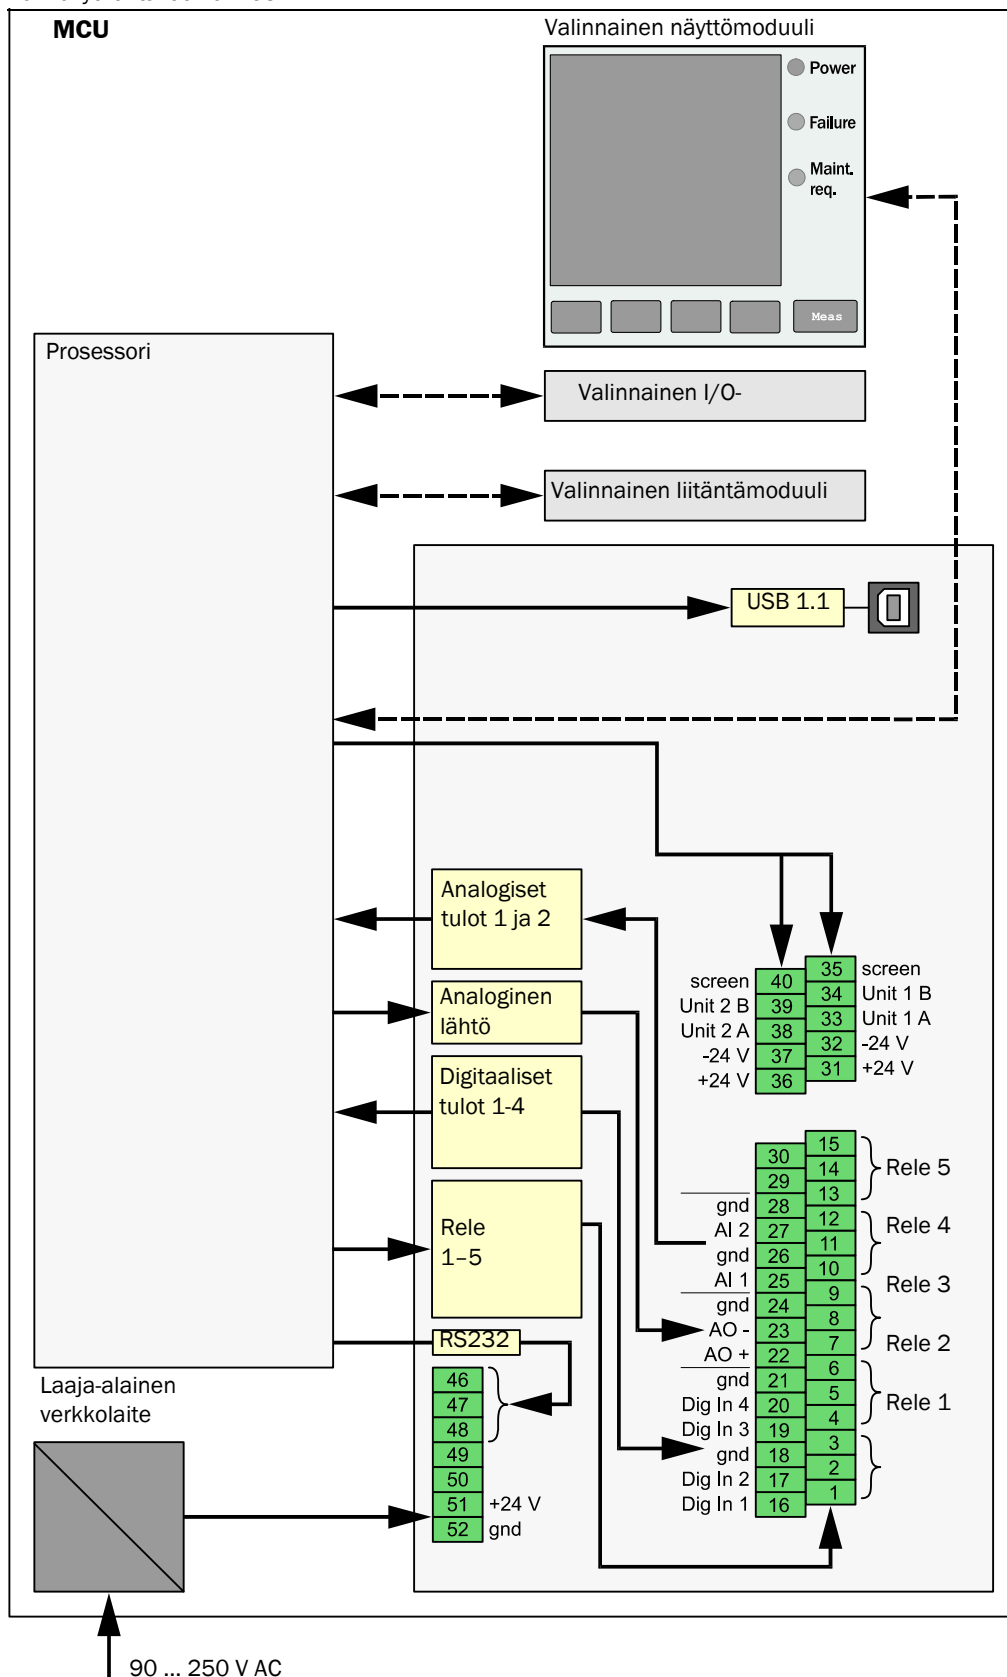 MCU
Valinnainen näyttömoduuli
Power
Failure
Maint.
req.
Meas
Prosessori
Valinnainen I/O-
Valinnainen liitäntämoduuli
USB 1.1
Analogiset
tulot 1 ja 2
Analoginen
lähtö
Digitaaliset
tulot 1-4
Rele
1–5
RS232
screen 40 35 screen
Unit 2 B 39 34 Unit 1 B
Unit 2 A 38 33 Unit 1 A
-24 V 37 32 -24 V
+24 V 36 31 +24 V
30 15
29 14 Rele 5
gnd 28 13
AI 2 27 12 Rele 4
gnd 26 11
AI 1 25 10
gnd 24 9 Rele 3
AO - 23 8
AO + 22 7 Rele 2
gnd 21 6
Dig In 4 20 5 Rele 1
Dig In 3 19 4
gnd 18 3
Dig In 2 17 2
Dig In 1 16 1
46
47
48
49
50
51 +24 V
52 gnd
Laaja-alainen
verkkolaite
90 ... 250 V AC